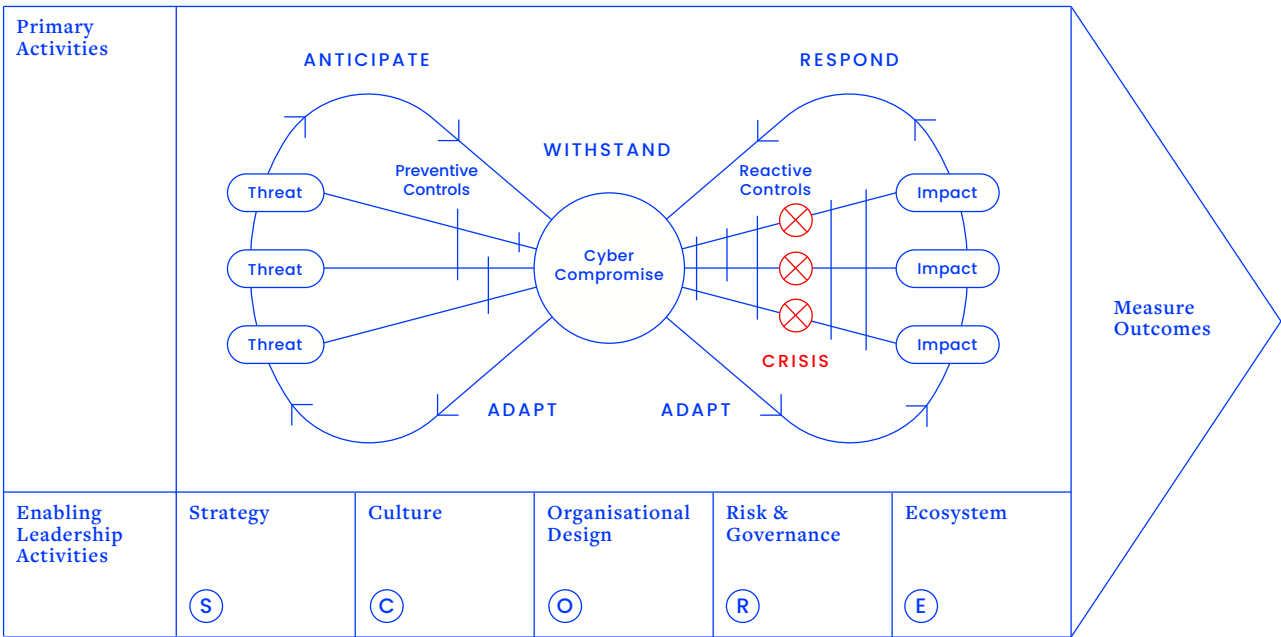 Primary
Activities
ANTICIPATE
RESPOND
WITHSTAND
Preventive
Controls
Reactive
Controls
Threat
Impact
Threat
Cyber
Compromise
Impact
Threat
Impact
CRISIS
ADAPT
ADAPT
Measure
Outcomes
Enabling
Leadership
Activities
Strategy
S
Culture
C
Organisational
Design
O
Risk &
Governance
R
Ecosystem
E